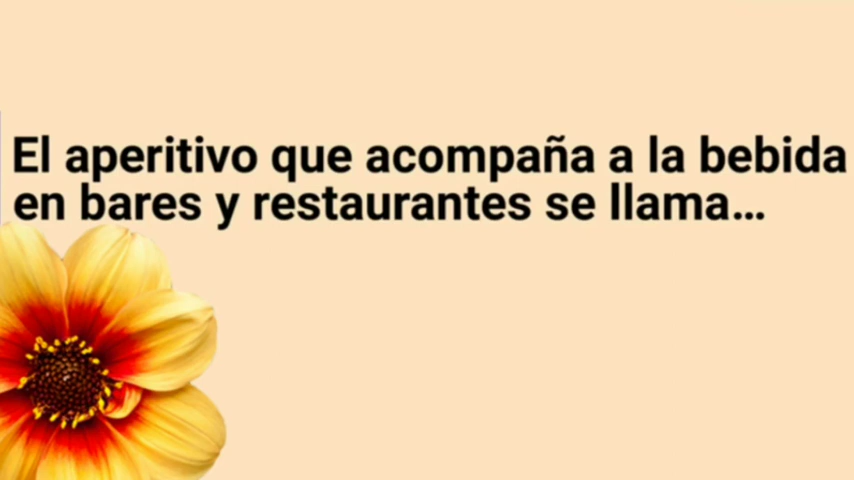 El aperitivo que acompaña a la bebida
en bares y restaurantes se llama...